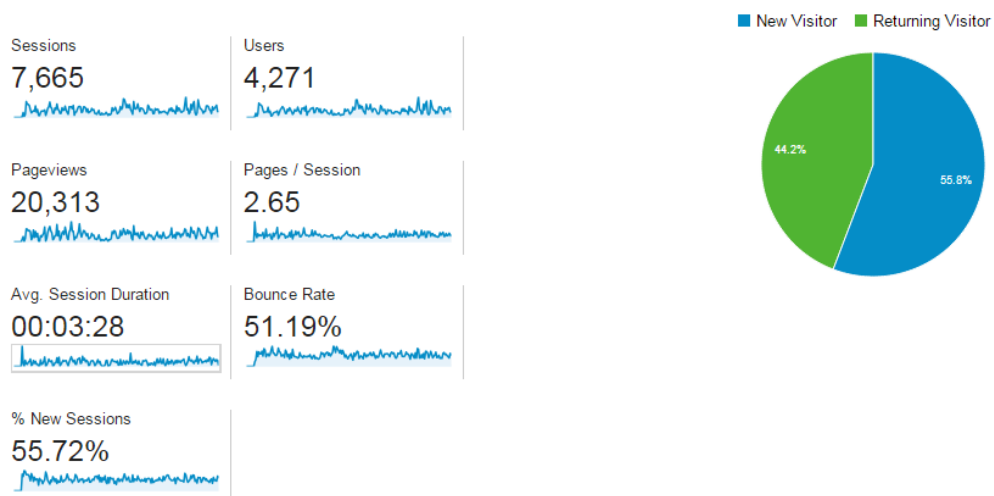 New Visitor Returning Visitor
Sessions Users
7,665 4,271
Pageviews Pages / Session
20,313 2.65
44.2%
55.8%
Avg. Session Duration Bounce Rate
00:03:28 51.19%
% New Sessions
55.72%